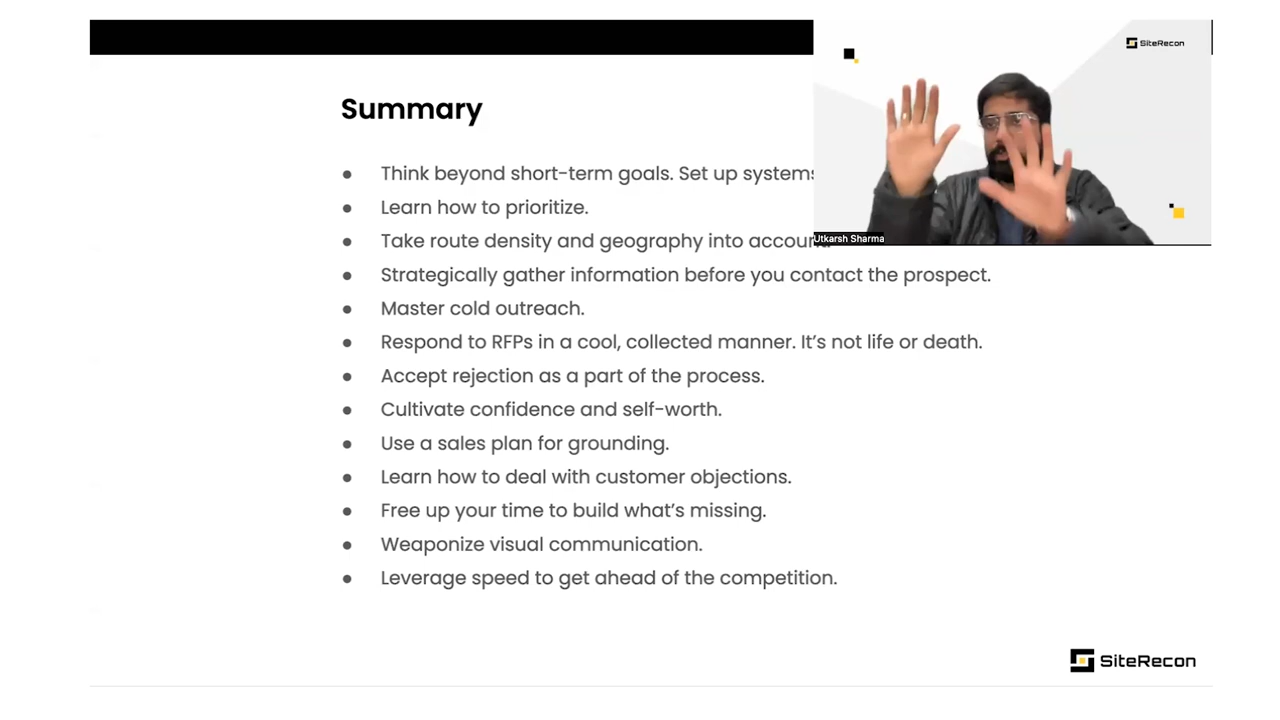 SiteRecon
Summary
● Think beyond short-term goals. Set up systems
● Learn how to prioritize.
● Take route density and geography into account.
Utkarsh Sharma
● Strategically gather information before you contact the prospect.
● Master cold outreach.
● Respond to RFPs in a cool, collected manner. It’s not life or death.
● Accept rejection as a part of the process.
● Cultivate confidence and self-worth.
● Use a sales plan for grounding.
● Learn how to deal with customer objections.
● Free up your time to build what’s missing.
● Weaponize visual communication.
● Leverage speed to get ahead of the competition.
SiteRecon